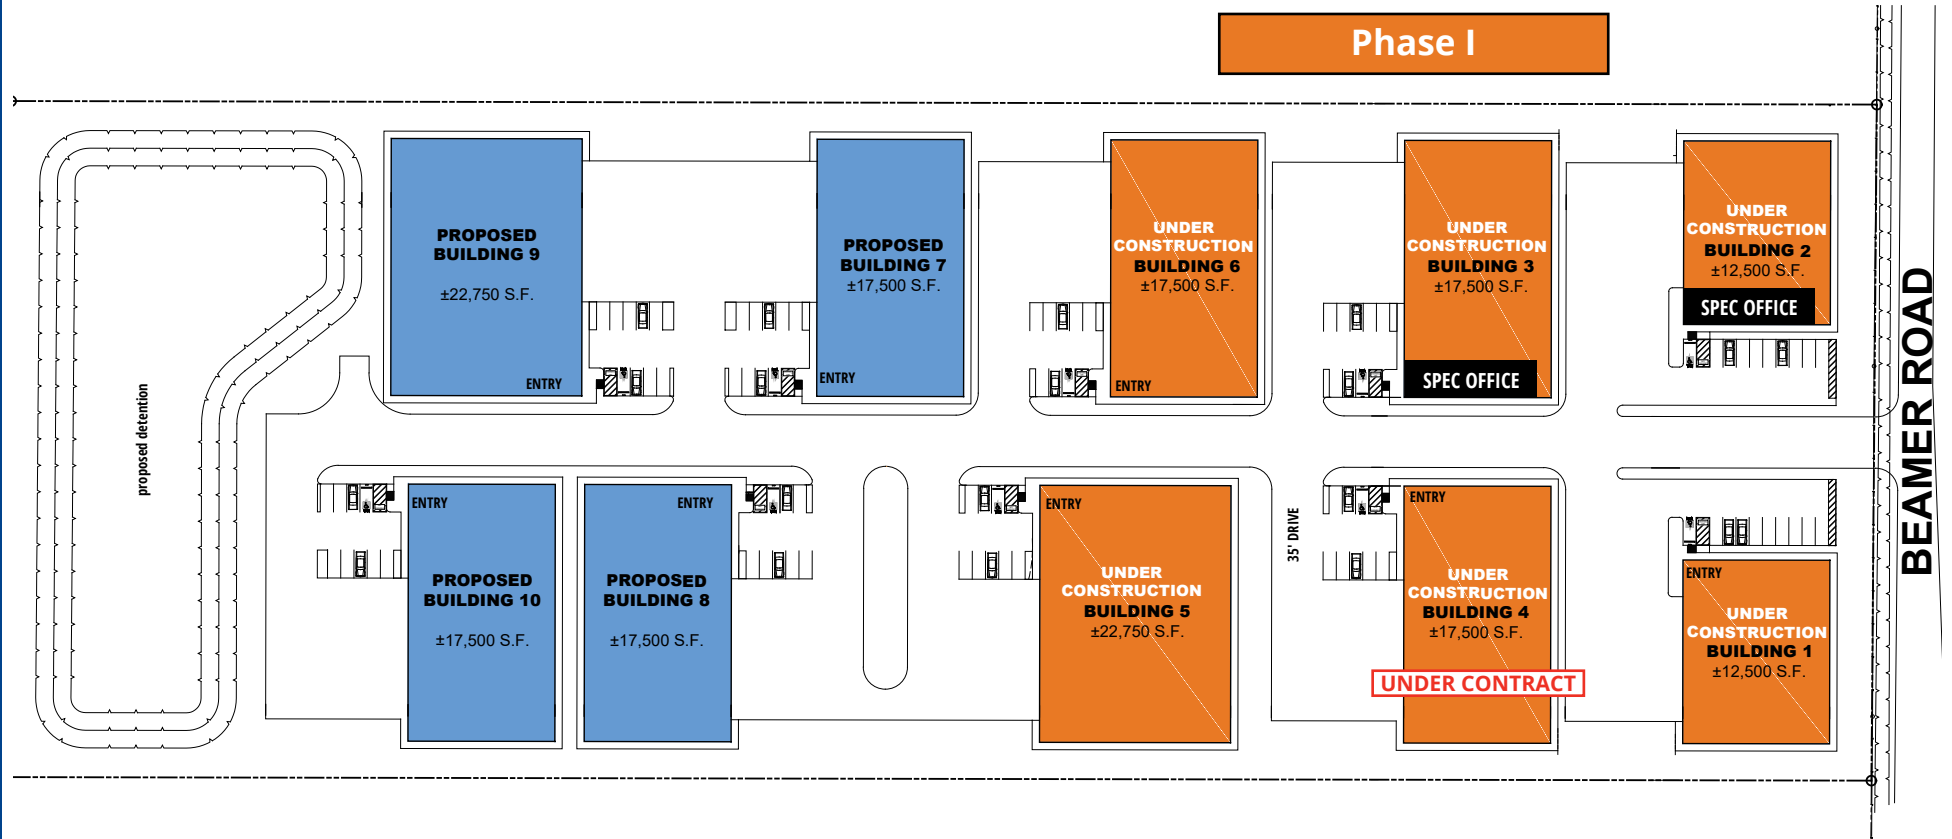 Phase I
PROPOSED
BUILDING 9
±22,750 S.F.
ENTRY
PROPOSED
BUILDING 7
±17,500 S.F.
ENTRY
UNDER
CONSTRUCTION
BUILDING 6
±17,500 S.F.
ENTRY
UNDER
CONSTRUCTION
BUILDING 3
±17,500 S.F.
SPEC OFFICE
UNDER
CONSTRUCTION
BUILDING 2
±12,500 S.F.
SPEC OFFICE
BEAMER ROAD
proposed detention
ENTRY
PROPOSED
BUILDING 10
±17,500 S.F.
ENTRY
PROPOSED
BUILDING 8
±17,500 S.F.
ENTRY
UNDER
CONSTRUCTION
BUILDING 5
±22,750 S.F.
35' DRIVE
ENTRY
UNDER
CONSTRUCTION
BUILDING 4
±17,500 S.F.
UNDER CONTRACT
ENTRY
UNDER
CONSTRUCTION
BUILDING 1
±12,500 S.F.